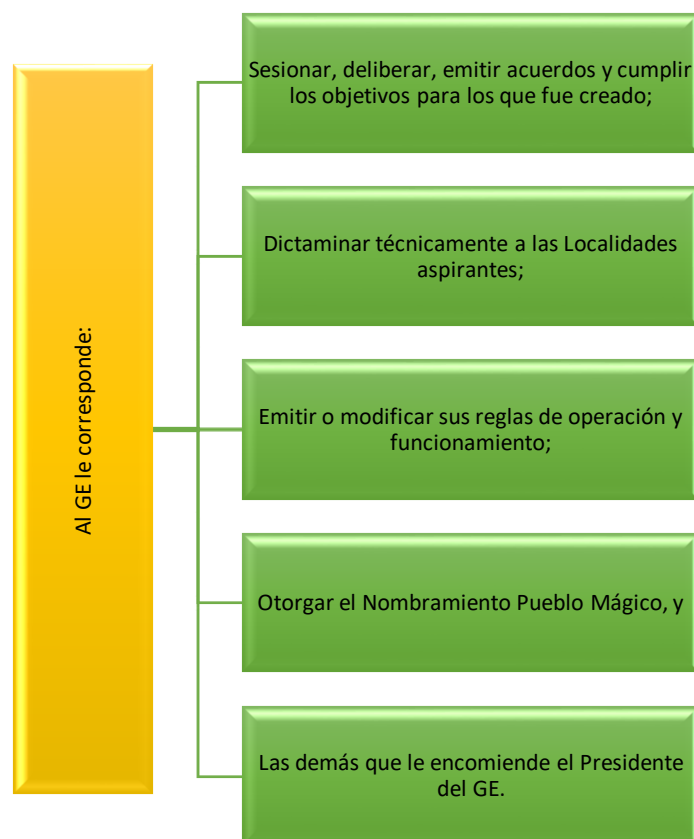 Al GE le corresponde:
Sesionar, deliberar, emitir acuerdos y cumplir
los objetivos para los que fue creado;
Dictaminar técnicamente a las Localidades
aspirantes;
Emitir o modificar sus reglas de operación y
funcionamiento;
Otorgar el Nombramiento Pueblo Mágico, y
Las demás que le encomiende el Presidente
del GE.